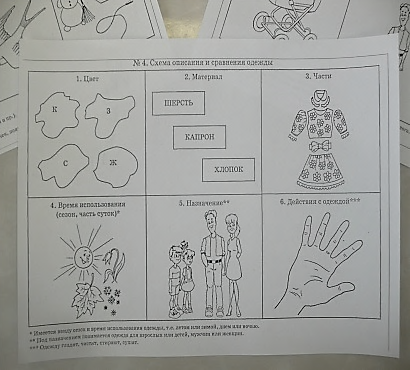 № 4. Схема описания и сравнения одежды
1. Цвет
К
З
С
Ж
2. Материал
ШЕРСТЬ
КАПРОН
ХЛОПОК
3. Части
4. Время использования
(сезон, часть суток)*
5. Назначение**
6. Действия с одеждой***
* Имеется ввиду сезон и время использования одежды, т.е. летом или зимой, днем или ночью.
** Под назначением понимается одежда для взрослых или детей, мужчин или женщин.
*** Одежду гладят, чистят, стирают, сушат.